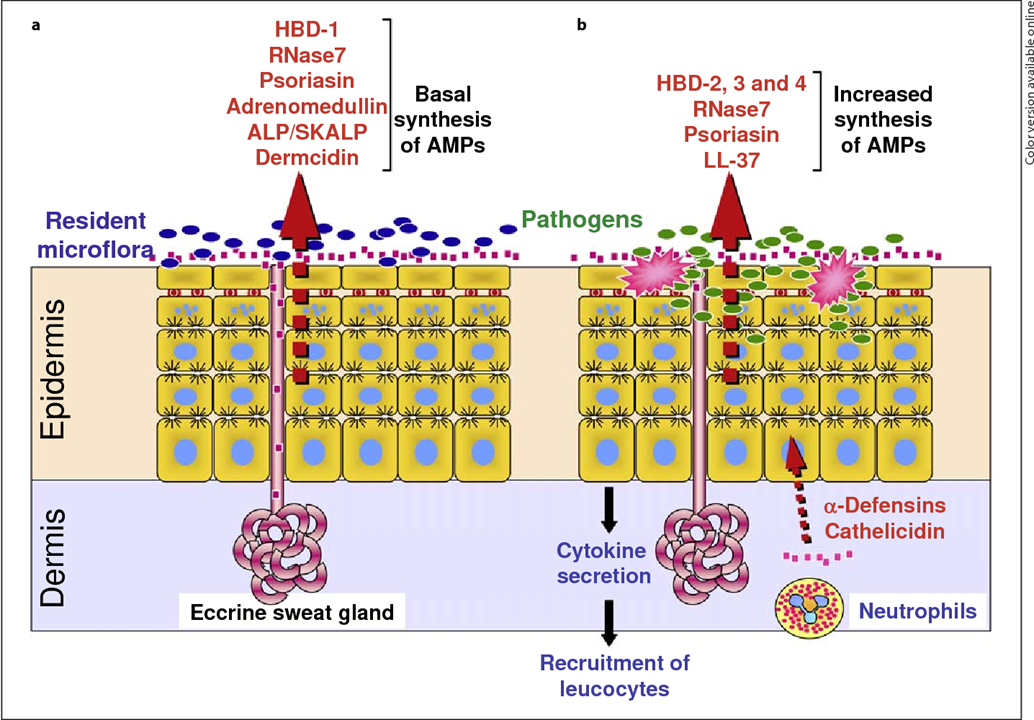 a
HBD-1
RNase7
Psoriasin
Adrenomedullin
ALP/SKALP
Dermcidin
Basal
synthesis
of AMPs
b
HBD-2, 3 and 4
RNase7
Psoriasin
LL-37
Increased
synthesis
of AMPs
Color version available online
Resident
microflora
Pathogens
Epidermis
Dermis
Eccrine sweat gland
Cytokine
secretion
Recruitment of
leucocytes
α-Defensins
Cathelicidin
Neutrophils